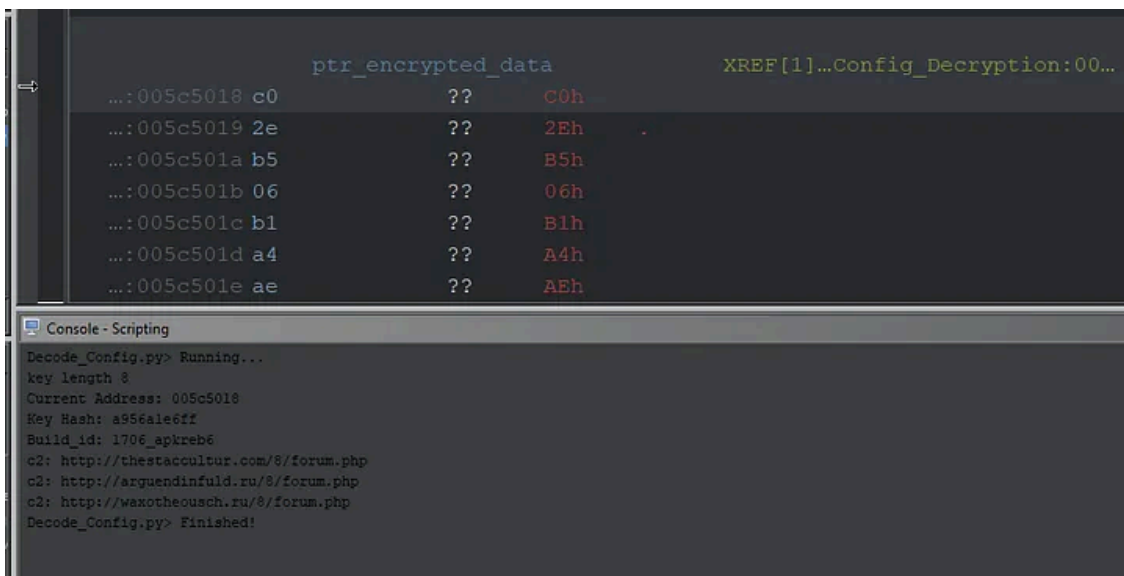 ptr_encrypted_data XREF[1]…Config_Decryption:00…
…:005c5018 c0 ?? C0h
…:005c5019 2e ?? 2Eh .
…:005c501a b5 ?? B5h
…:005c501b 06 ?? 06h
…:005c501c b1 ?? B1h
…:005c501d a4 ?? A4h
…:005c501e ae ?? AEh
Console - Scripting
Decode_Config.py> Running...
key length 8
Current Address: 005c5018
Key Hash: a956a1e6ff
Build_id: 1706_apkreb6
c2: http://thestaccultur.com/8/forum.php
c2: http://arguendinfuld.ru/8/forum.php
c2: http://waxotheousch.ru/8/forum.php
Decode_Config.py> Finished!